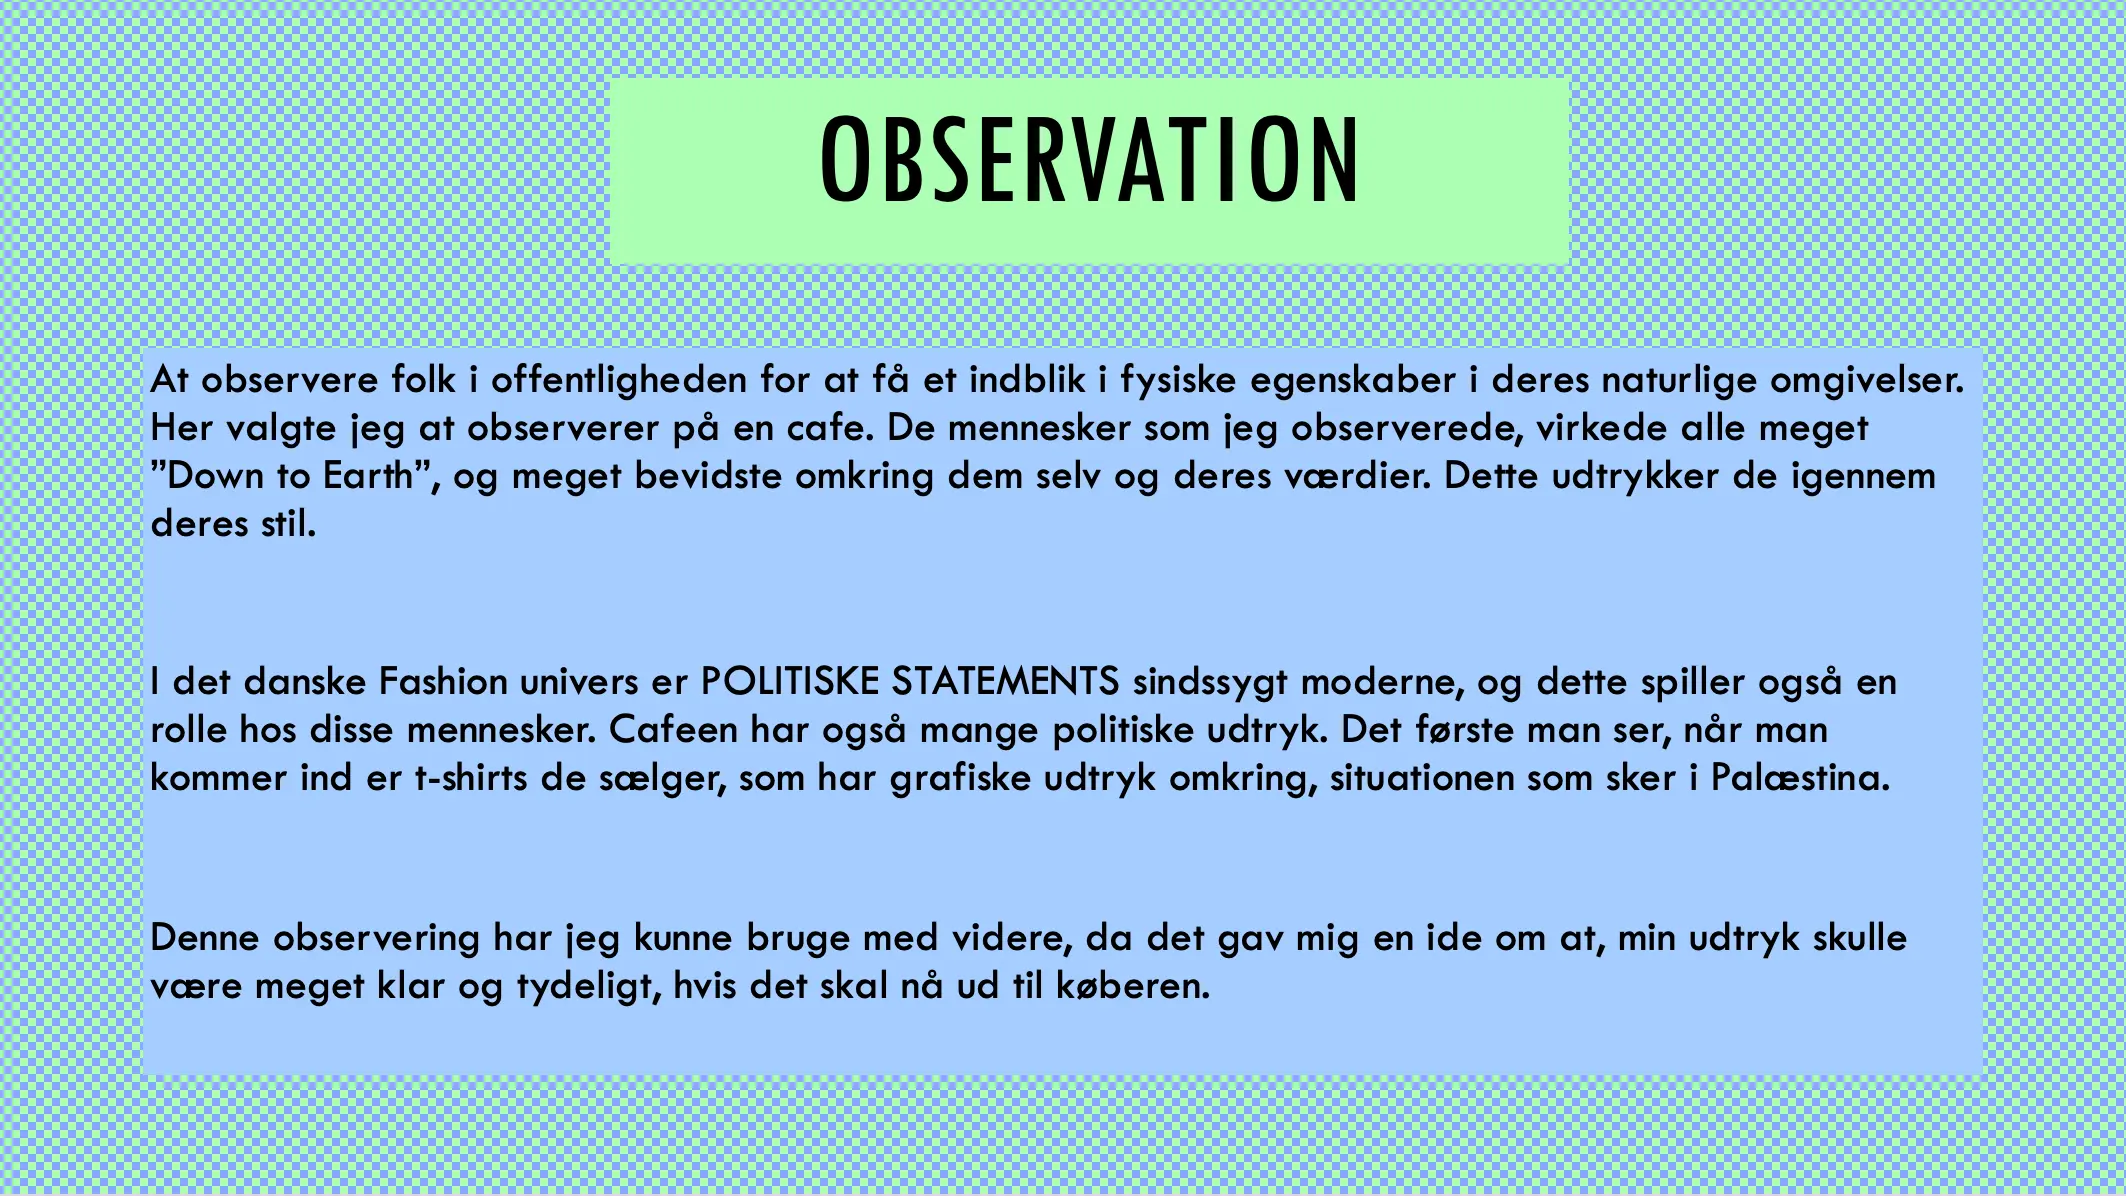 OBSERVATION
At observere folk i offentligheden for at få et indblik i fysiske egenskaber i deres naturlige omgivelser.
Her valgte jeg at observerer på en cafe. De mennesker som jeg observerede, virkede alle meget
”Down to Earth”, og meget bevidste omkring dem selv og deres værdier. Dette udtrykker de igennem
deres stil.
I det danske Fashion univers er POLITISKE STATEMENTS sindssygt moderne, og dette spiller også en
rolle hos disse mennesker. Cafeen har også mange politiske udtryk. Det første man ser, når man
kommer ind er t-shirts de sælger, som har grafiske udtryk omkring, situationen som sker i Palæstina.
Denne observering har jeg kunne bruge med videre, da det gav mig en ide om at, min udtryk skulle
være meget klar og tydeligt, hvis det skal nå ud til køberen.